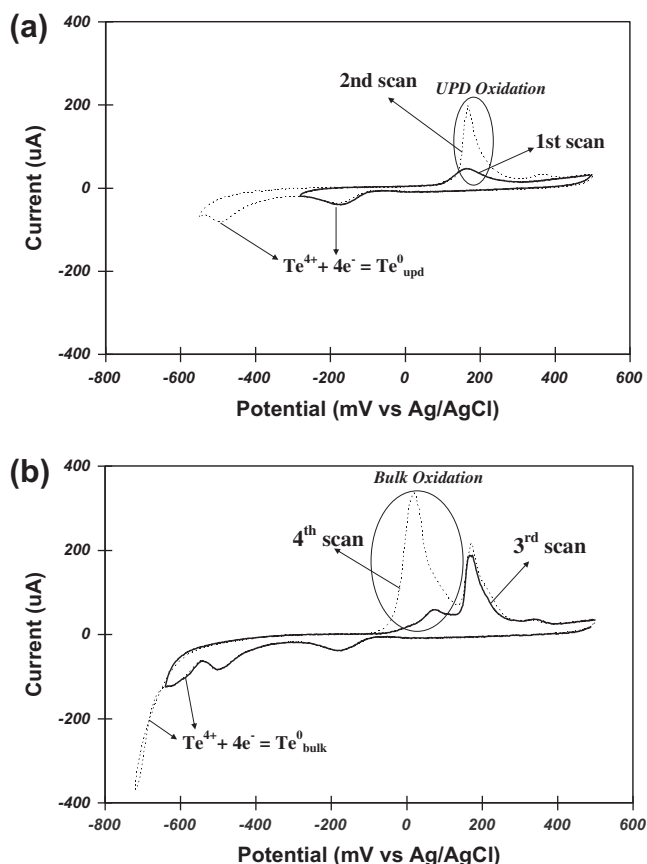 (a)
400
200
0
-200
-400
Current (uA)
2nd scan
UPD Oxidation
1st scan
Te⁴⁺+ 4e⁻ = Te⁰upd
-800 -600 -400 -200 0 200 400 600
Potential (mV vs Ag/AgCl)
(b)
400
200
0
-200
-400
Current (uA)
Bulk Oxidation
4th scan
3rd scan
Te⁴⁺+ 4e⁻ = Te⁰bulk
-800 -600 -400 -200 0 200 400 600
Potential (mV vs Ag/AgCl)